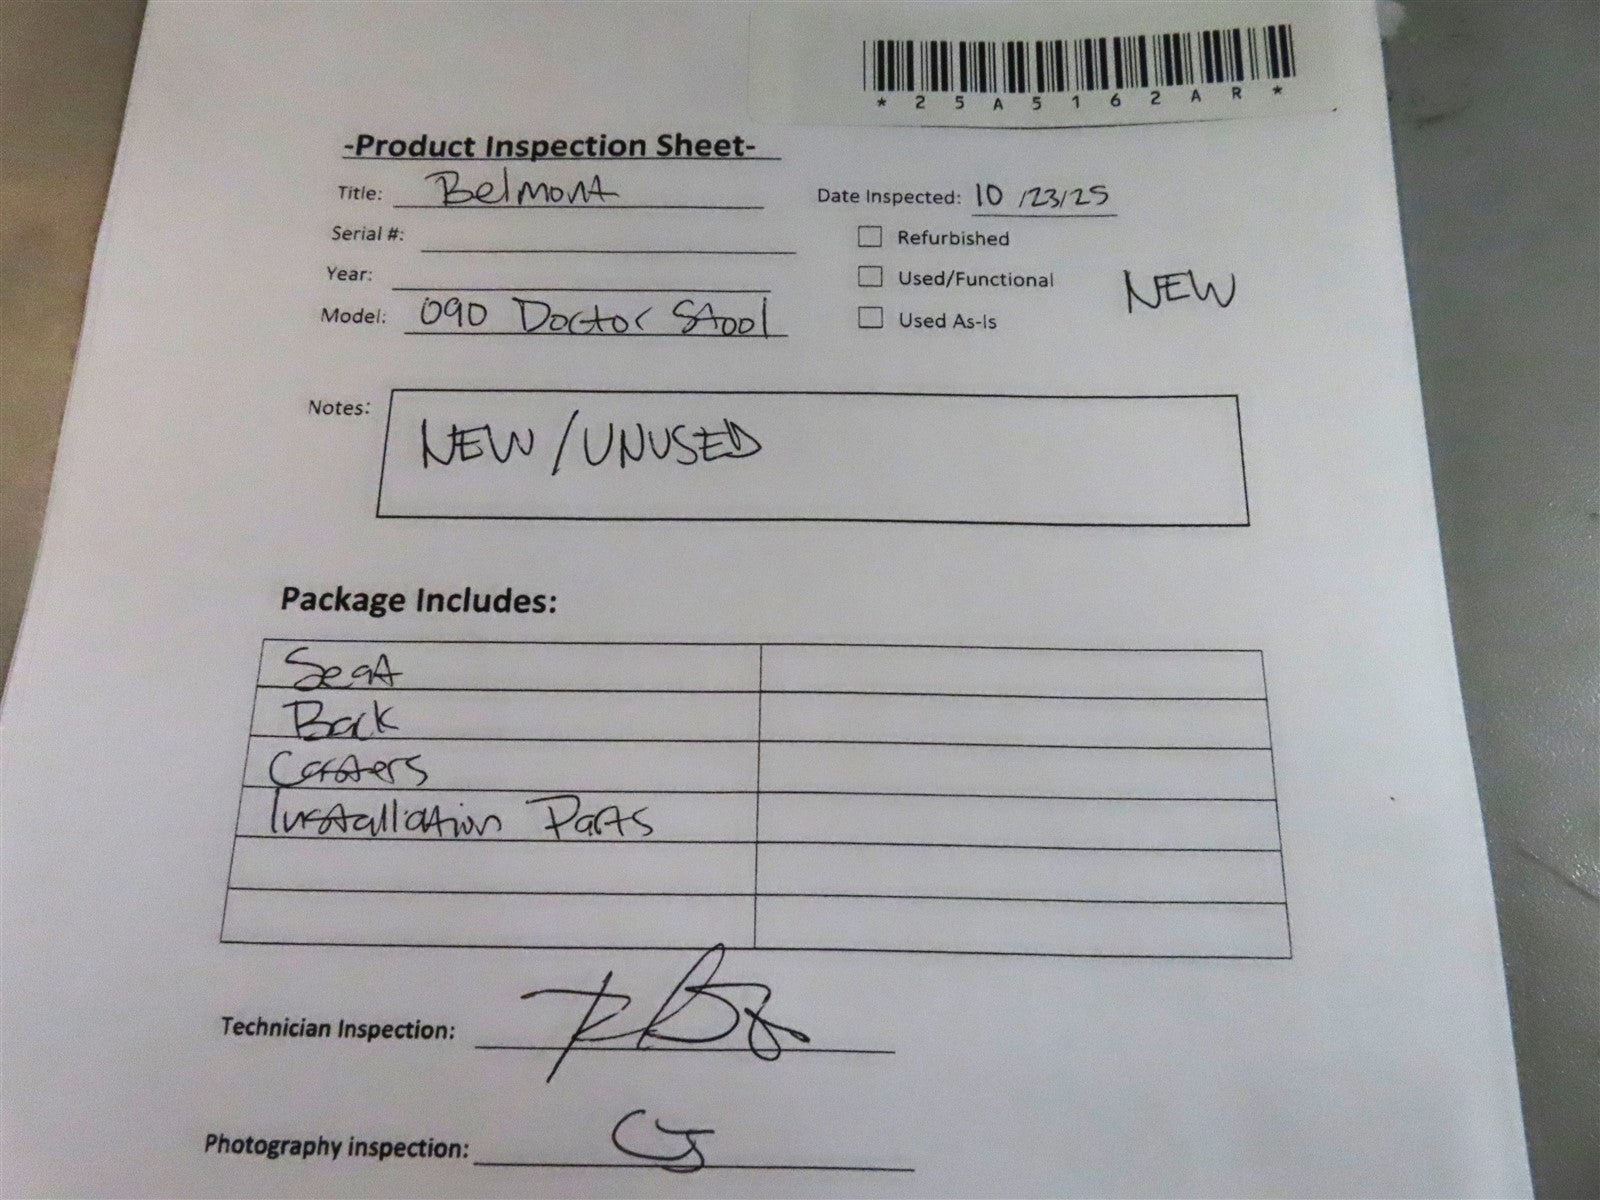 *25A5162AR*
-Product Inspection Sheet-
Title: Belmont
Date Inspected: 10/23/25
Serial #:
Refurbished
Year:
Used/Functional
NEW
Model: 090 Doctor Stool
Used As-Is
Notes: NEW/UNUSED
Package Includes:
Seat
Back
Casters
Installation Parts
Technician Inspection:
Photography inspection: CJ